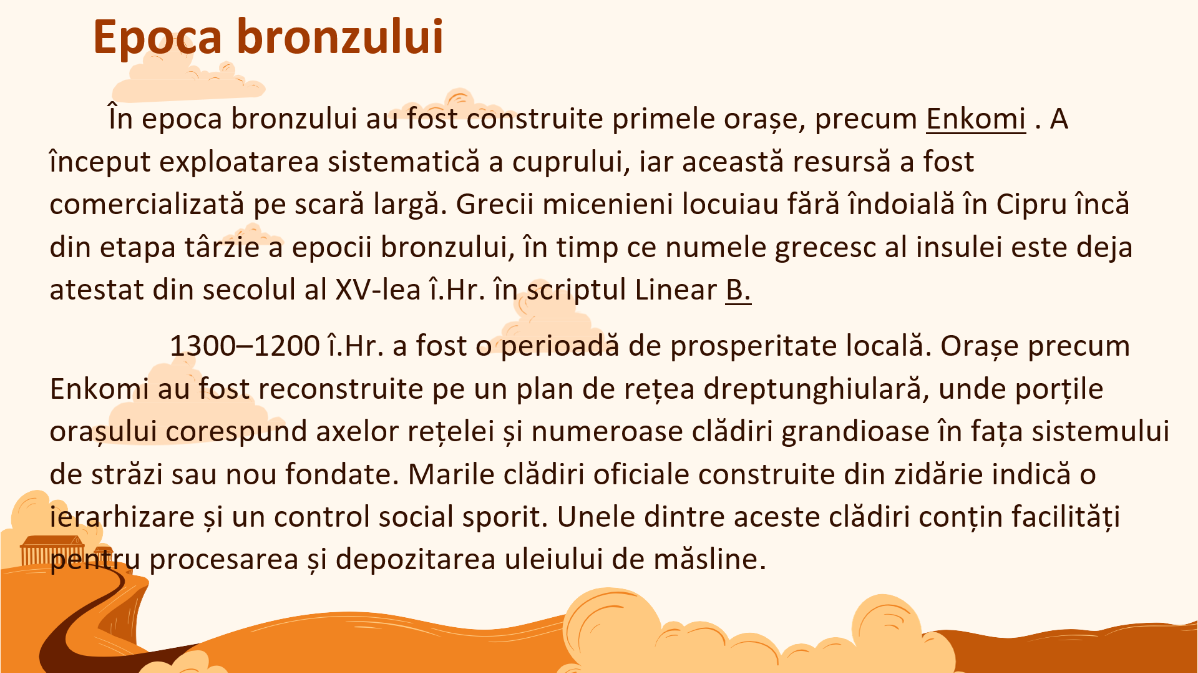 Epoca bronzului
În epoca bronzului au fost construite primele orașe, precum Enkomi . A
început exploatarea sistematică a cuprului, iar această resursă a fost
comercializată pe scară largă. Grecii micenieni locuiau fără îndoială în Cipru încă
din etapa târzie a epocii bronzului, în timp ce numele grecesc al insulei este deja
atestat din secolul al XV-lea î.Hr. în scriptul Linear B.
1300–1200 î.Hr. a fost o perioadă de prosperitate locală. Orașe precum
Enkomi au fost reconstruite pe un plan de rețea dreptunghiulară, unde porțile
orașului corespund axelor rețelei și numeroase clădiri grandioase în fața sistemului
de străzi sau nou fondate. Marile clădiri oficiale construite din zidărie indică o
ierarhizare și un control social sporit. Unele dintre aceste clădiri conțin facilități
pentru procesarea și depozitarea uleiului de măsline.